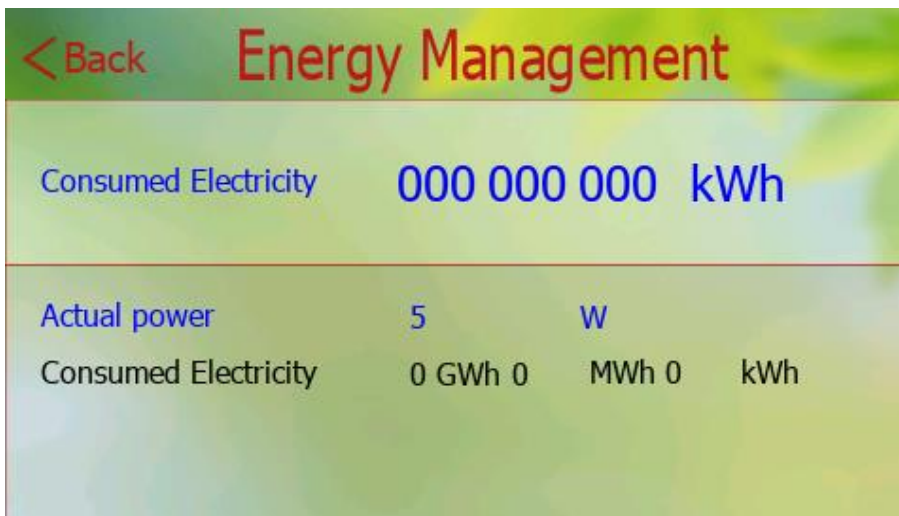 < Back Energy Management
Consumed Electricity 000 000 000 kWh
Actual power 5 W
Consumed Electricity 0 GWh 0 MWh 0 kWh